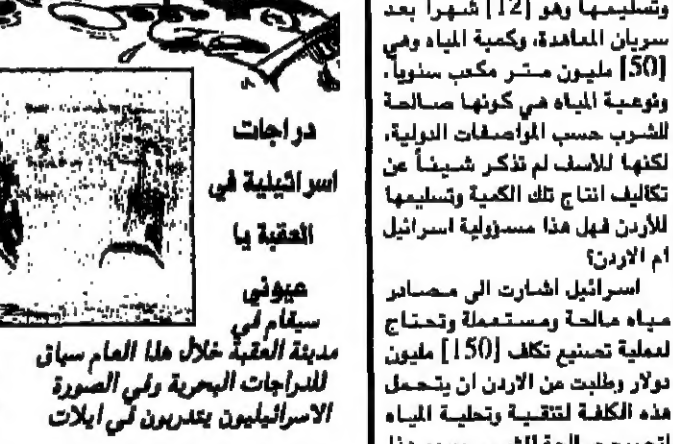 وتسليمها وهو [12] شهراً بعد
سريان المعاهدة، وكمية المياه وهي
[50] مليون متر مكعب سنوياً.
ونوعية المياه هي كونها صالحة
للشرب حسب المواصفات الدولية،
لكنها للأسف لم تذكر شيئاً عن
تكاليف انتاج تلك الكمية وتسليمها
للأردن فهل هذا مسؤولية اسرائيل
ام الاردن؟
اسرائيل اشارت الى مصادر
مياه مالحة ومستعملة وتحتاج
لعملية تصنيع تكلف [150] مليون
دولار وطلبت من الاردن ان يتحمل
هذه الكلفة لتنقية وتحلية المياه
دراجات
اسرائيلية في
العقبة يا
عيوني
سيقام في
مدينة العقبة خلال هذا العام سباق
للدراجات البحرية وفي الصورة
الاسرائيليون يتدربون في ايلات